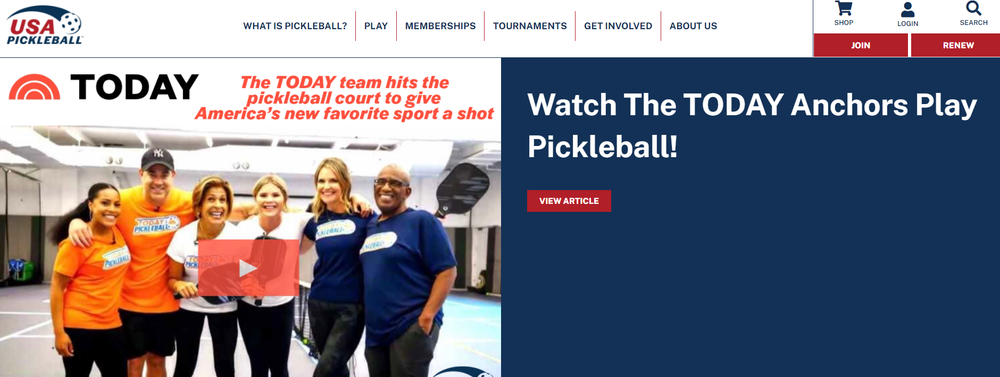 USA
PICKLEBALL
WHAT IS PICKLEBALL?
PLAY
MEMBERSHIPS
TOURNAMENTS
GET INVOLVED
ABOUT US
SHOP
LOGIN
SEARCH
JOIN
RENEW
TODAY
The TODAY team hits the
pickleball court to give
America's new favorite sport a shot
Watch The TODAY Anchors Play
Pickleball!
VIEW ARTICLE
NY
TODAY
PICKLEBALL
PICKLEBALL
TODAY
PICKLEBALL